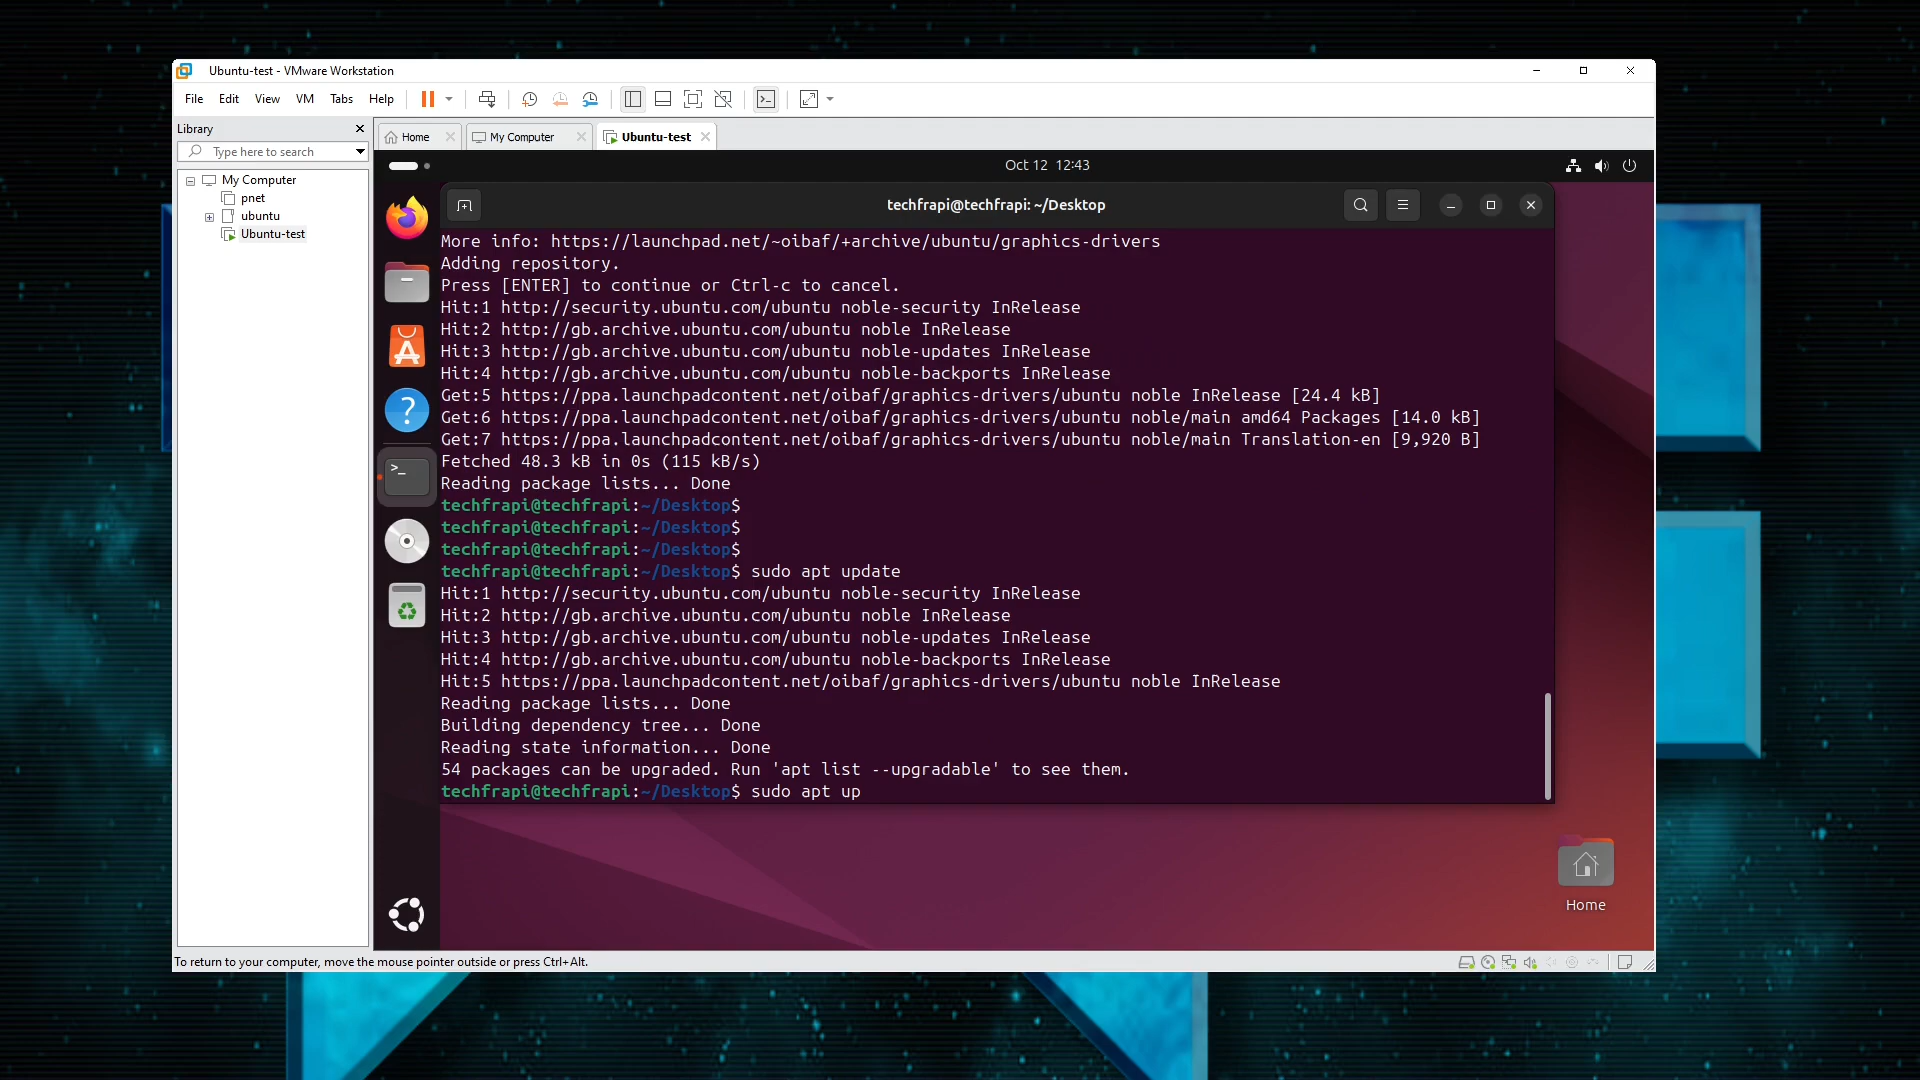 Ubuntu-test - VMware Workstation
File Edit View VM Tabs Help
Library
Type here to search
My Computer
pnet
ubuntu
Ubuntu-test
Home
My Computer
Ubuntu-test
Oct 12 12:43
techfrapi@techfrapi: ~/Desktop
More info: https://launchpad.net/~oibaf/+archive/ubuntu/graphics-drivers
Adding repository.
Press [ENTER] to continue or Ctrl-c to cancel.
Hit:1 http://security.ubuntu.com/ubuntu noble-security InRelease
Hit:2 http://gb.archive.ubuntu.com/ubuntu noble InRelease
Hit:3 http://gb.archive.ubuntu.com/ubuntu noble-updates InRelease
Hit:4 http://gb.archive.ubuntu.com/ubuntu noble-backports InRelease
Get:5 https://ppa.launchpadcontent.net/oibaf/graphics-drivers/ubuntu noble InRelease [24.4 kB]
Get:6 https://ppa.launchpadcontent.net/oibaf/graphics-drivers/ubuntu noble/main amd64 Packages [14.0 kB]
Get:7 https://ppa.launchpadcontent.net/oibaf/graphics-drivers/ubuntu noble/main Translation-en [9,920 B]
Fetched 48.3 kB in 0s (115 kB/s)
Reading package lists... Done
techfrapi@techfrapi:~/Desktop$
techfrapi@techfrapi:~/Desktop$
techfrapi@techfrapi:~/Desktop$
techfrapi@techfrapi:~/Desktop$ sudo apt update
Hit:1 http://security.ubuntu.com/ubuntu noble-security InRelease
Hit:2 http://gb.archive.ubuntu.com/ubuntu noble InRelease
Hit:3 http://gb.archive.ubuntu.com/ubuntu noble-updates InRelease
Hit:4 http://gb.archive.ubuntu.com/ubuntu noble-backports InRelease
Hit:5 https://ppa.launchpadcontent.net/oibaf/graphics-drivers/ubuntu noble InRelease
Reading package lists... Done
Building dependency tree... Done
Reading state information... Done
54 packages can be upgraded. Run 'apt list --upgradable' to see them.
techfrapi@techfrapi:~/Desktop$ sudo apt up
Home
To return to your computer, move the mouse pointer outside or press Ctrl+Alt.